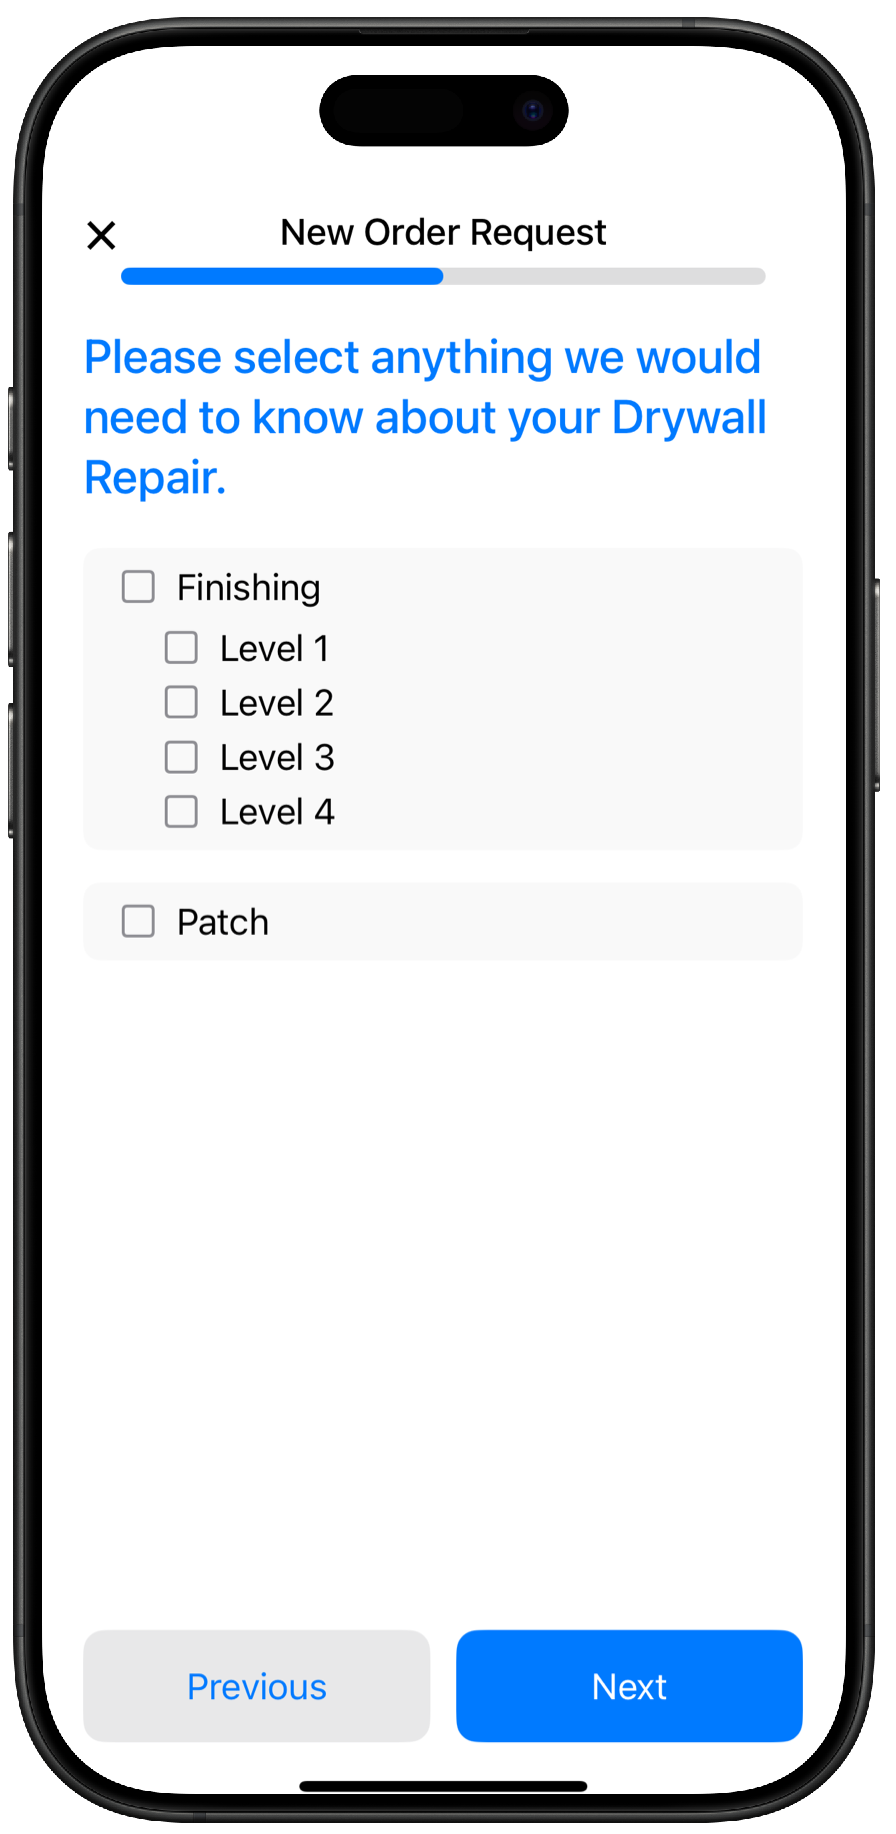 New Order Request
Please select anything we would
need to know about your Drywall
Repair.
Finishing
Level 1
Level 2
Level 3
Level 4
Patch
Previous
Next